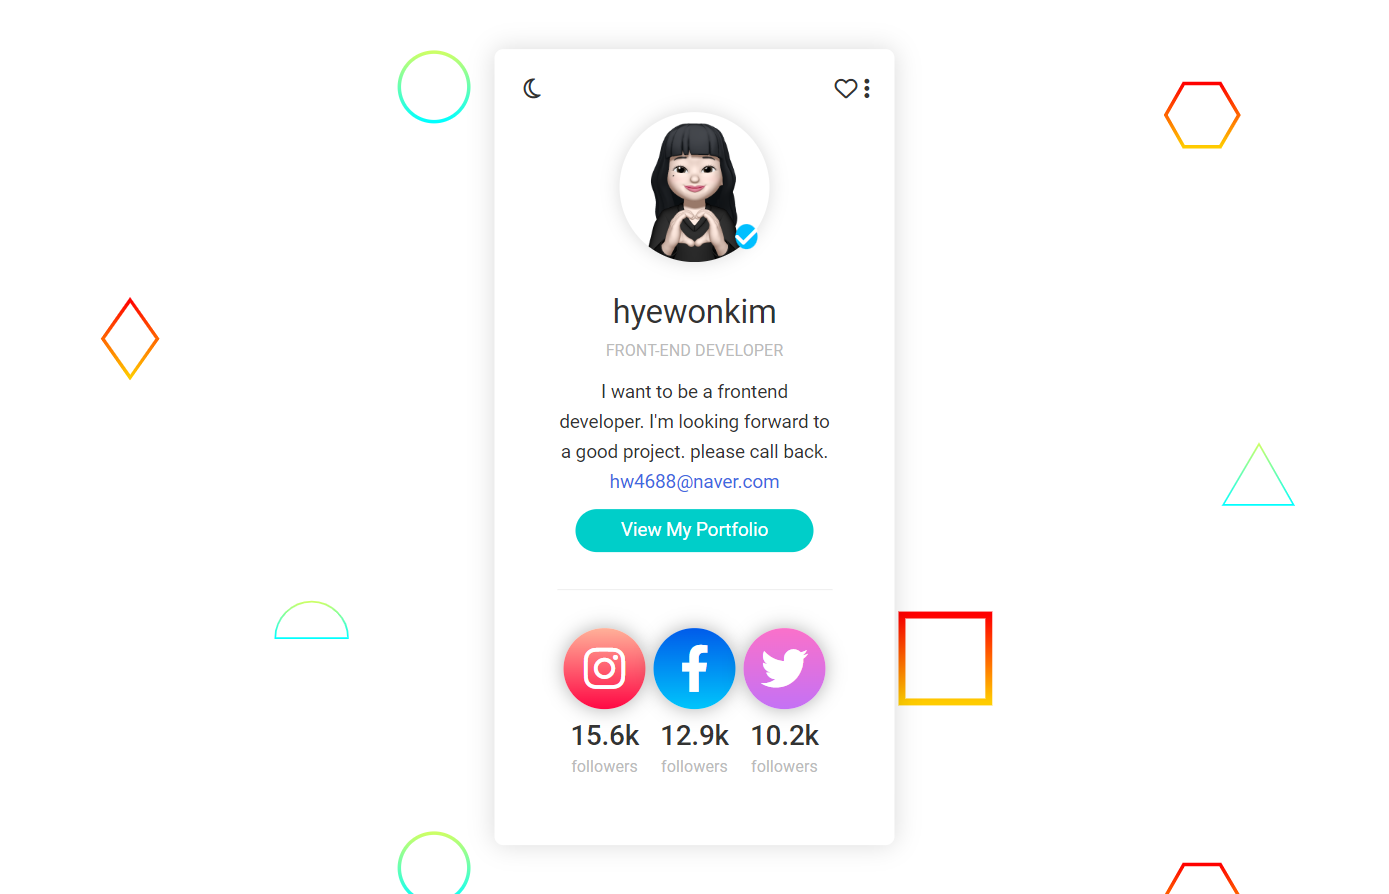 hyewonkim
FRONT-END DEVELOPER
I want to be a frontend
developer. I'm looking forward to
a good project. please call back.
hw4688@naver.com
View My Portfolio
15.6k 12.9k 10.2k
followers followers followers